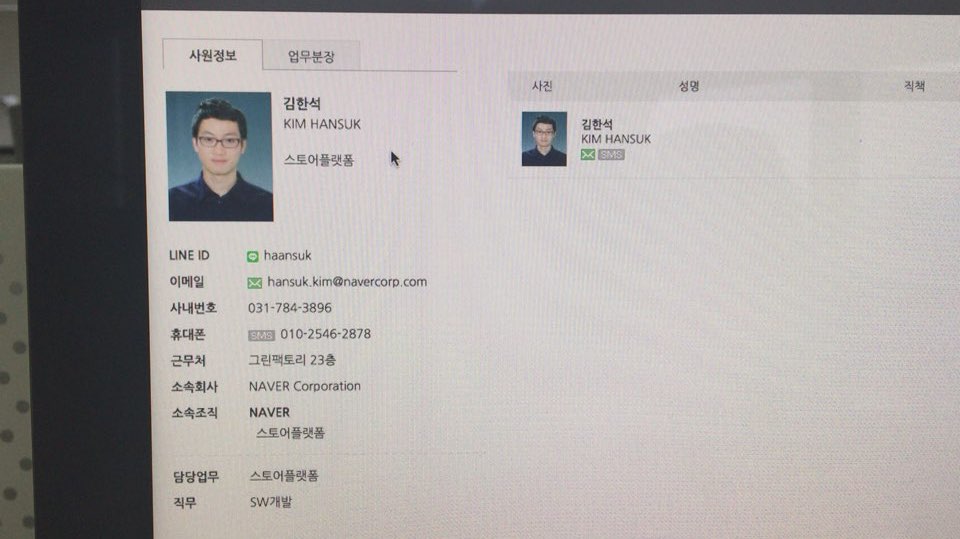 사원정보
업무분장
김한석
KIM HANSUK
스토어플랫폼
LINE ID haansuk
이메일 hansuk.kim@navercorp.com
사내번호 031-784-3896
휴대폰 SMS 010-2546-2878
근무처 그린팩토리 23층
소속회사 NAVER Corporation
소속조직 NAVER
스토어플랫폼
담당업무 스토어플랫폼
직무 SW개발
사진 성명 직책
김한석
KIM HANSUK
SMS